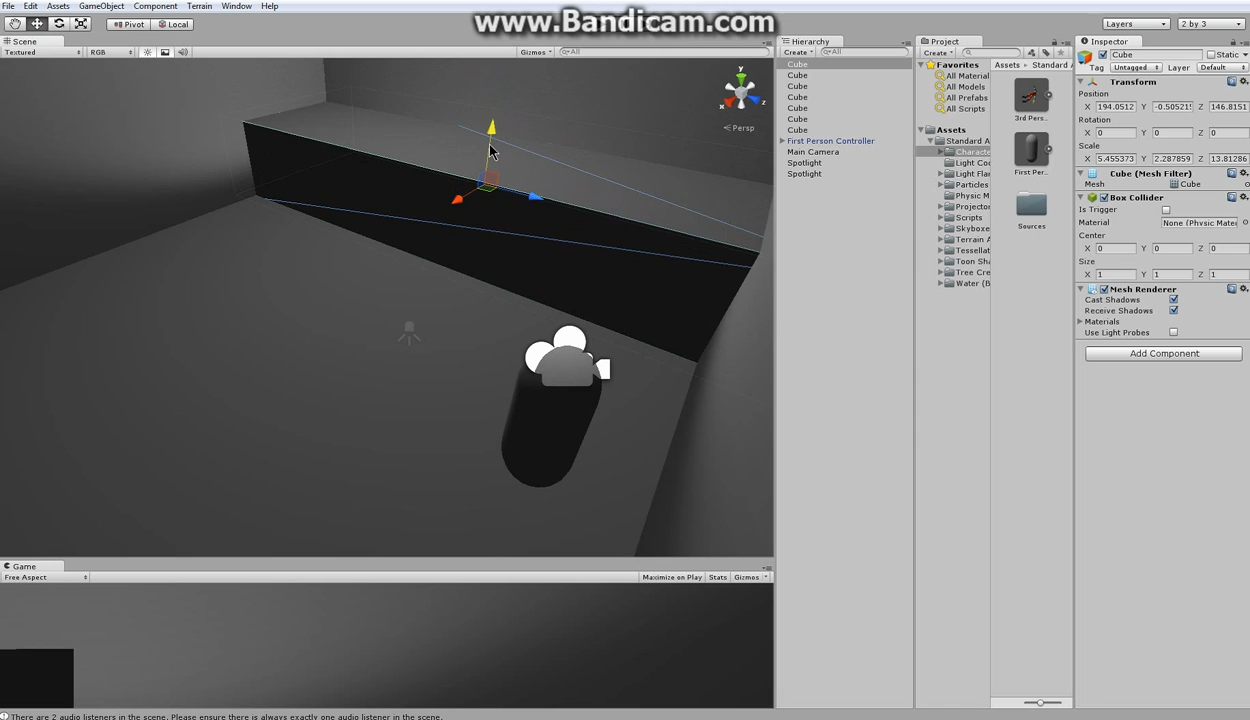 www.Bandicam.com
File Edit Assets GameObject Component Terrain Window Help
Pivot Local Layers 2 by 3
Scene
Textured RGB Gizmos All
y
x z
Persp
Game
Free Aspect Maximize on Play Stats Gizmos
There are 2 audio listeners in the scene. Please ensure there is always exactly one audio listener in the scene.
Hierarchy
Create All
Cube
Cube
Cube
Cube
Cube
Cube
Cube
First Person Controller
Main Camera
Spotlight
Spotlight
Project
Create
Favorites
All Material
All Models
All Prefabs
All Scripts
Assets
Standard A
Characte
Light Coo
Light Flar
Particles
Physic M
Projector
Scripts
Skyboxe
Terrain A
Tessellat
Toon Sha
Tree Cre
Water (B
Assets Standard A
3rd Pers...
First Per...
Sources
Inspector
Cube Static
Tag Untagged Layer Default
Transform
Position
X 194.0512 Y -0.505215 Z 146.8151
Rotation
X 0 Y 0 Z 0
Scale
X 5.455373 Y 2.287859 Z 13.81286
Cube (Mesh Filter)
Mesh Cube
Box Collider
Is Trigger
Material None (Physic Mater
Center
X 0 Y 0 Z 0
Size
X 1 Y 1 Z 1
Mesh Renderer
Cast Shadows
Receive Shadows
Materials
Use Light Probes
Add Component